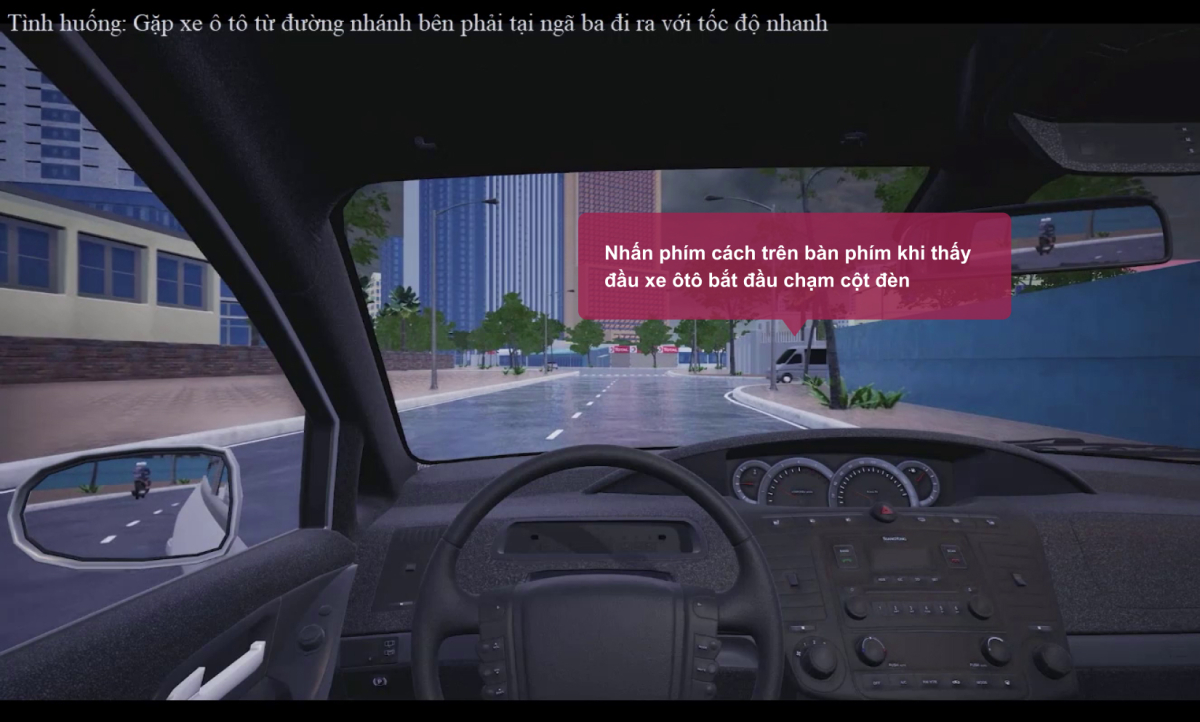 Tình huống: Gặp xe ô tô từ đường nhánh bên phải tại ngã ba đi ra với tốc độ nhanh
Nhấn phím cách trên bàn phím khi thấy
đầu xe ôtô bắt đầu chạm cột đèn